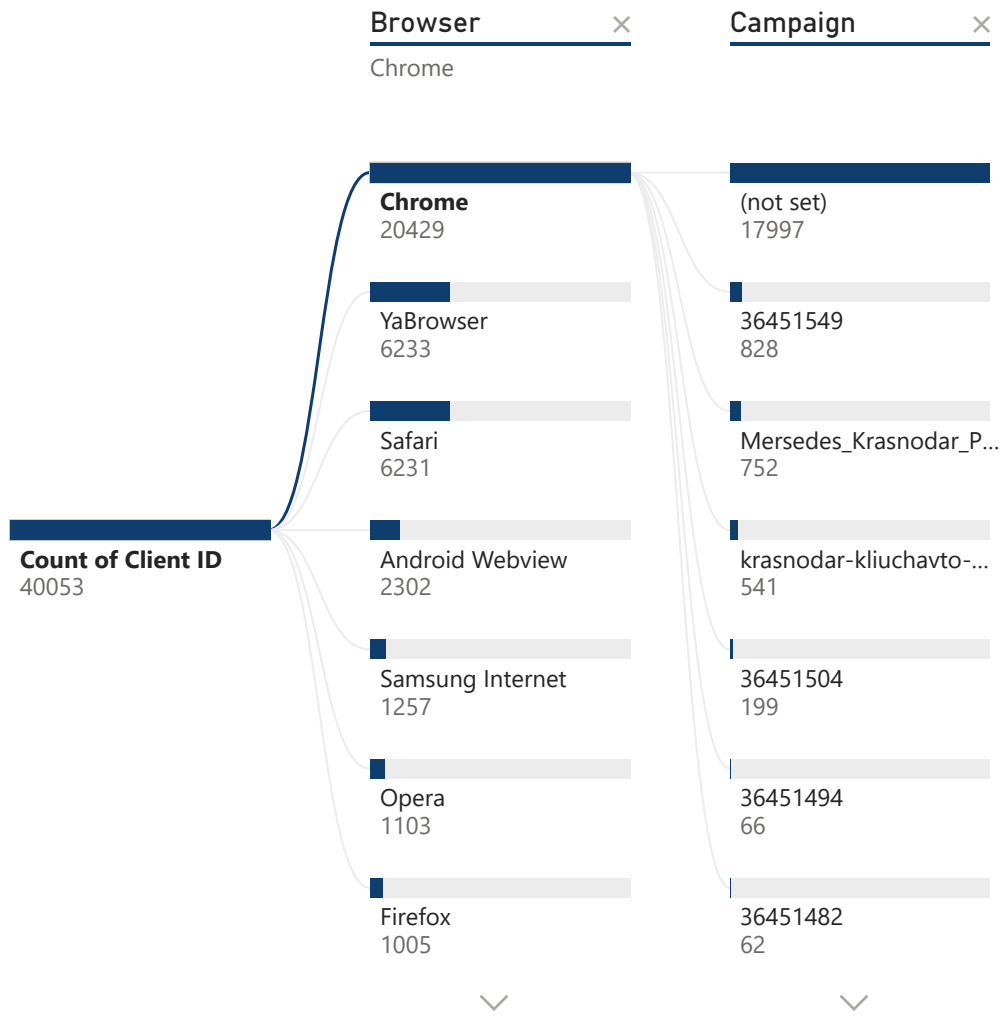 Browser
Campaign
Chrome
Chrome
20429
(not set)
17997
YaBrowser
6233
36451549
828
Safari
6231
Mersedes_Krasnodar_P...
752
Count of Client ID
40053
Android Webview
2302
krasnodar-kliuchavto-...
541
Samsung Internet
1257
36451504
199
Opera
1103
36451494
66
Firefox
1005
36451482
62